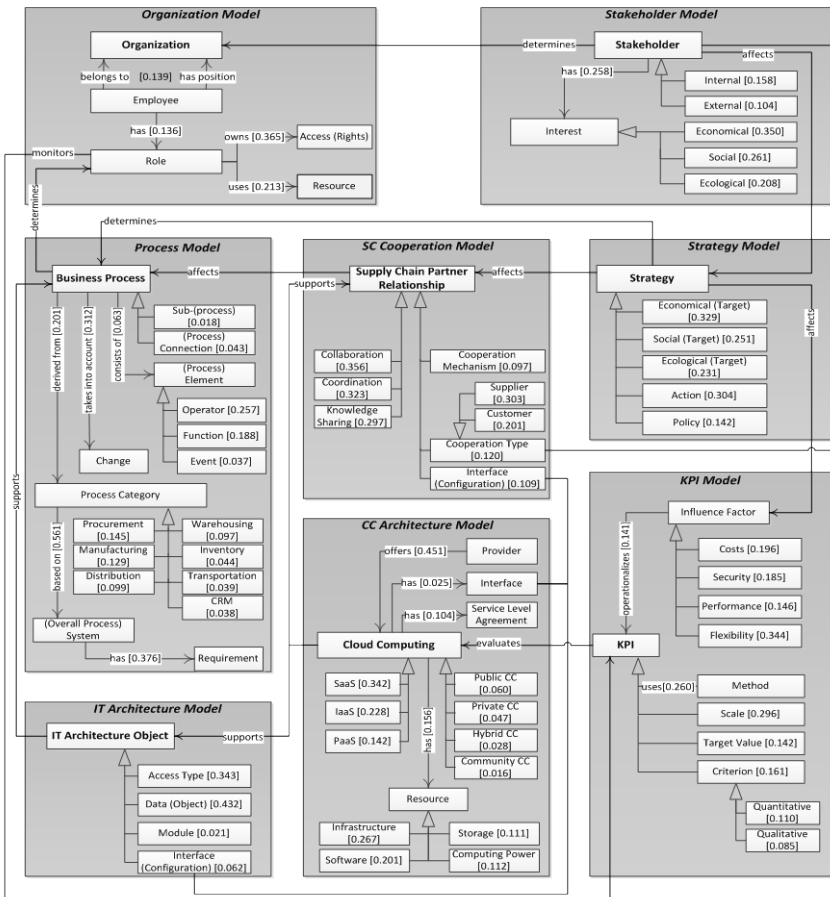 Organization Model
Organization
belongs to
[0.139]
has position
Employee
has [0.136]
owns [0.365]
Access (Rights)
monitors
Role
uses [0.213]
Resource
determines
determines
Stakeholder Model
Stakeholder
affects
has [0.258]
Internal [0.158]
External [0.104]
Interest
Economical [0.350]
Social [0.261]
Ecological [0.208]
determines
Process Model
Business Process
affects
derived from [0.201]
takes into account [0.312]
consists of [0.063]
Sub-(process)
[0.018]
(Process)
Connection [0.043]
(Process)
Element
Operator [0.257]
Function [0.188]
Event [0.037]
Change
supports
Process Category
Procurement
[0.145]
Warehousing
[0.097]
Manufacturing
[0.129]
Inventory
[0.044]
Distribution
[0.099]
Transportation
[0.039]
CRM
[0.038]
based on [0.561]
(Overall Process)
System
has [0.376]
Requirement
SC Cooperation Model
supports
Supply Chain Partner
Relationship
affects
Collaboration
[0.356]
Coordination
[0.323]
Knowledge
Sharing [0.297]
Cooperation
Mechanism [0.097]
Supplier
[0.303]
Customer
[0.201]
Cooperation Type
[0.120]
Interface
(Configuration) [0.109]
Strategy Model
Strategy
affects
Economical (Target)
[0.329]
Social (Target) [0.251]
Ecological (Target)
[0.231]
Action [0.304]
Policy [0.142]
CC Architecture Model
offers [0.451]
Provider
has [0.025]
Interface
has [0.104]
Service Level
Agreement
Cloud Computing
evaluates
SaaS [0.342]
IaaS [0.228]
PaaS [0.142]
has [0.156]
Public CC
[0.060]
Private CC
[0.047]
Hybrid CC
[0.028]
Community CC
[0.016]
Resource
Infrastructure
[0.267]
Storage [0.111]
Software [0.201]
Computing Power
[0.112]
KPI Model
Influence Factor
operationalizes [0.141]
Costs [0.196]
Security [0.185]
Performance [0.146]
Flexibility [0.344]
KPI
uses[0.260]
Method
Scale [0.296]
Target Value [0.142]
Criterion [0.161]
Quantitative
[0.110]
Qualitative
[0.085]
IT Architecture Model
IT Architecture Object
supports
Access Type [0.343]
Data (Object) [0.432]
Module [0.021]
Interface
(Configuration) [0.062]